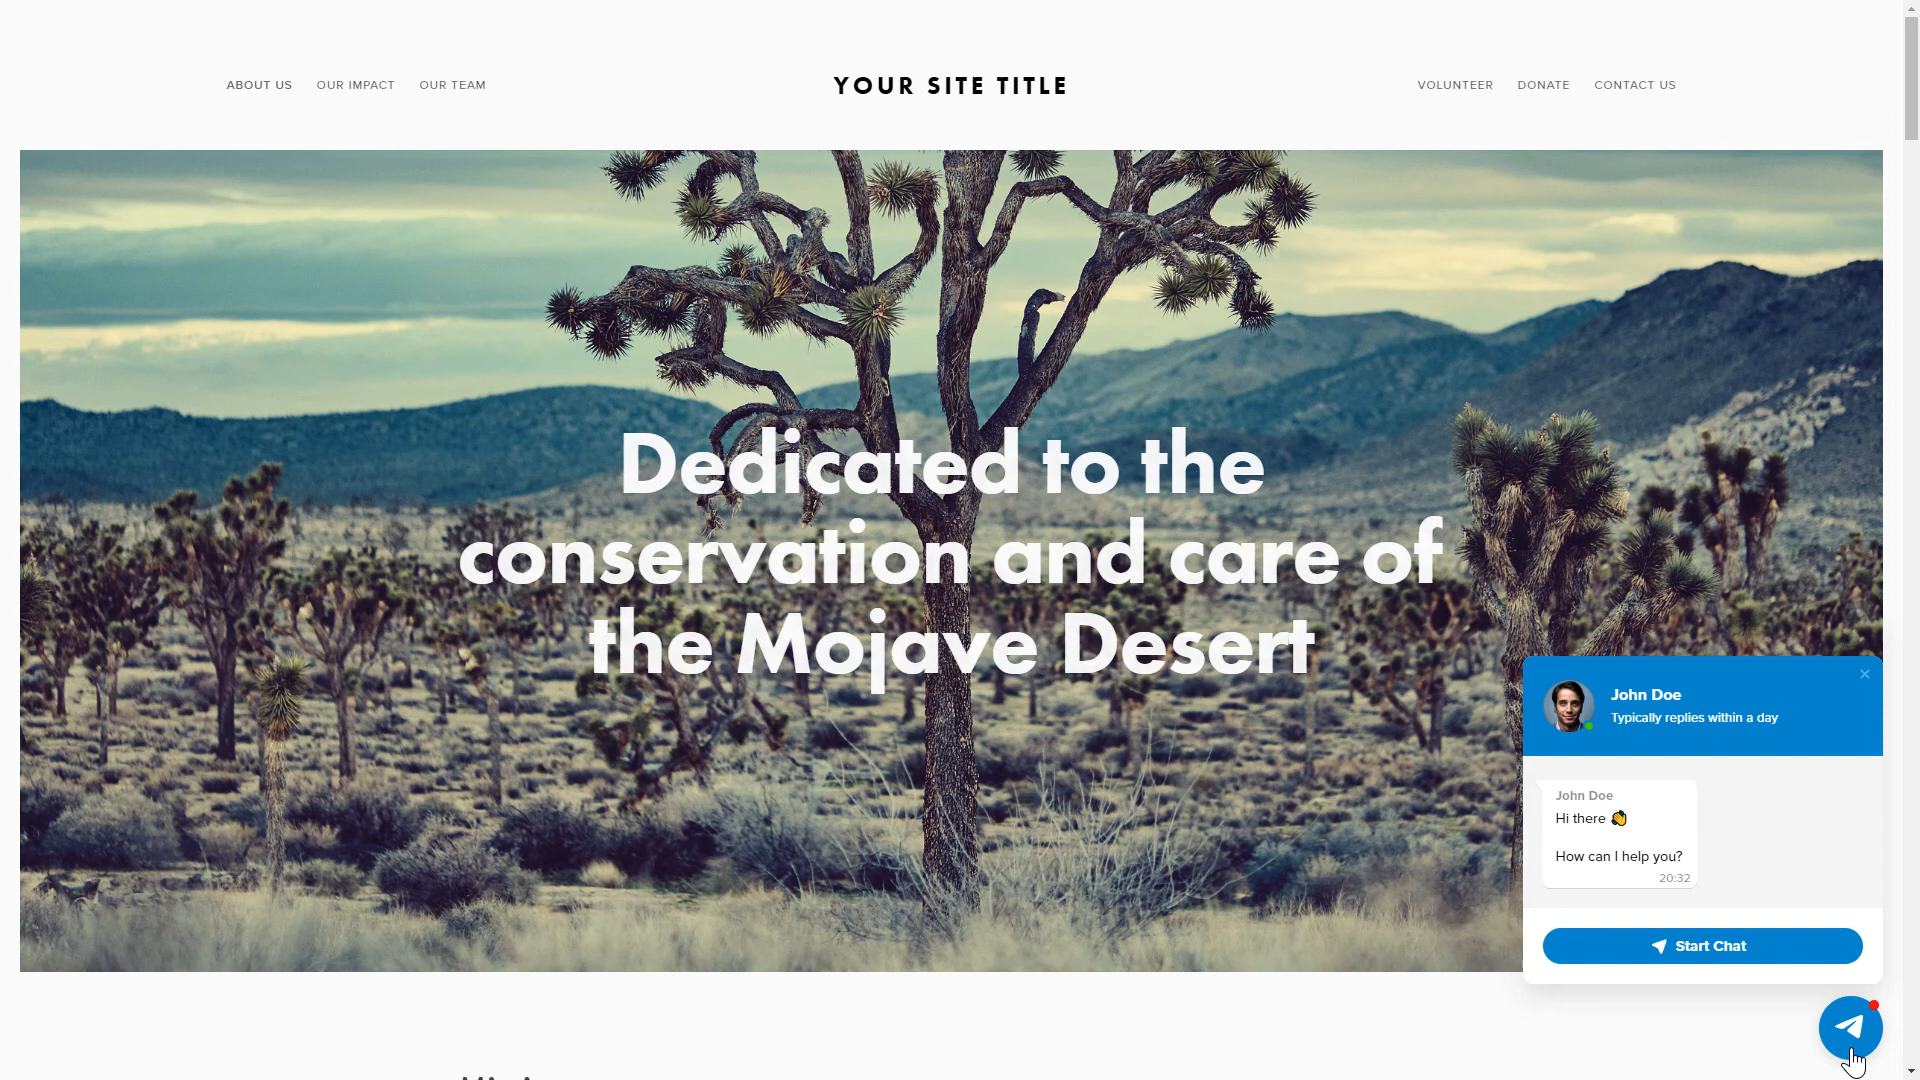 ABOUT US OUR IMPACT OUR TEAM YOUR SITE TITLE VOLUNTEER DONATE CONTACT US
Dedicated to the
conservation and care of
the Mojave Desert
John Doe
Typically replies within a day
John Doe
Hi there 👋
How can I help you?
20:32
Start Chat